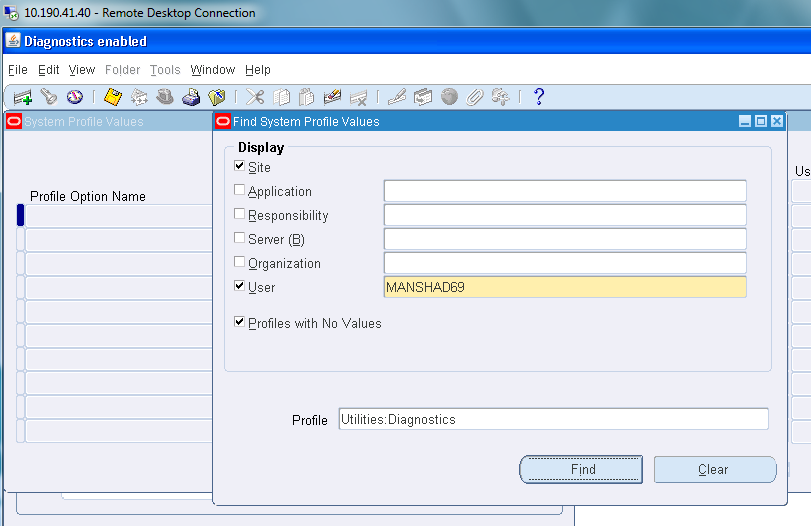 10.190.41.40 - Remote Desktop Connection
Diagnostics enabled
File Edit View Folder Tools Window Help
?
System Profile Values
Find System Profile Values
Display
Site
Us
Application
Profile Option Name
Responsibility
Server (B)
Organization
User MANSHAD69
Profiles with No Values
Profile Utilities:Diagnostics
Find Clear